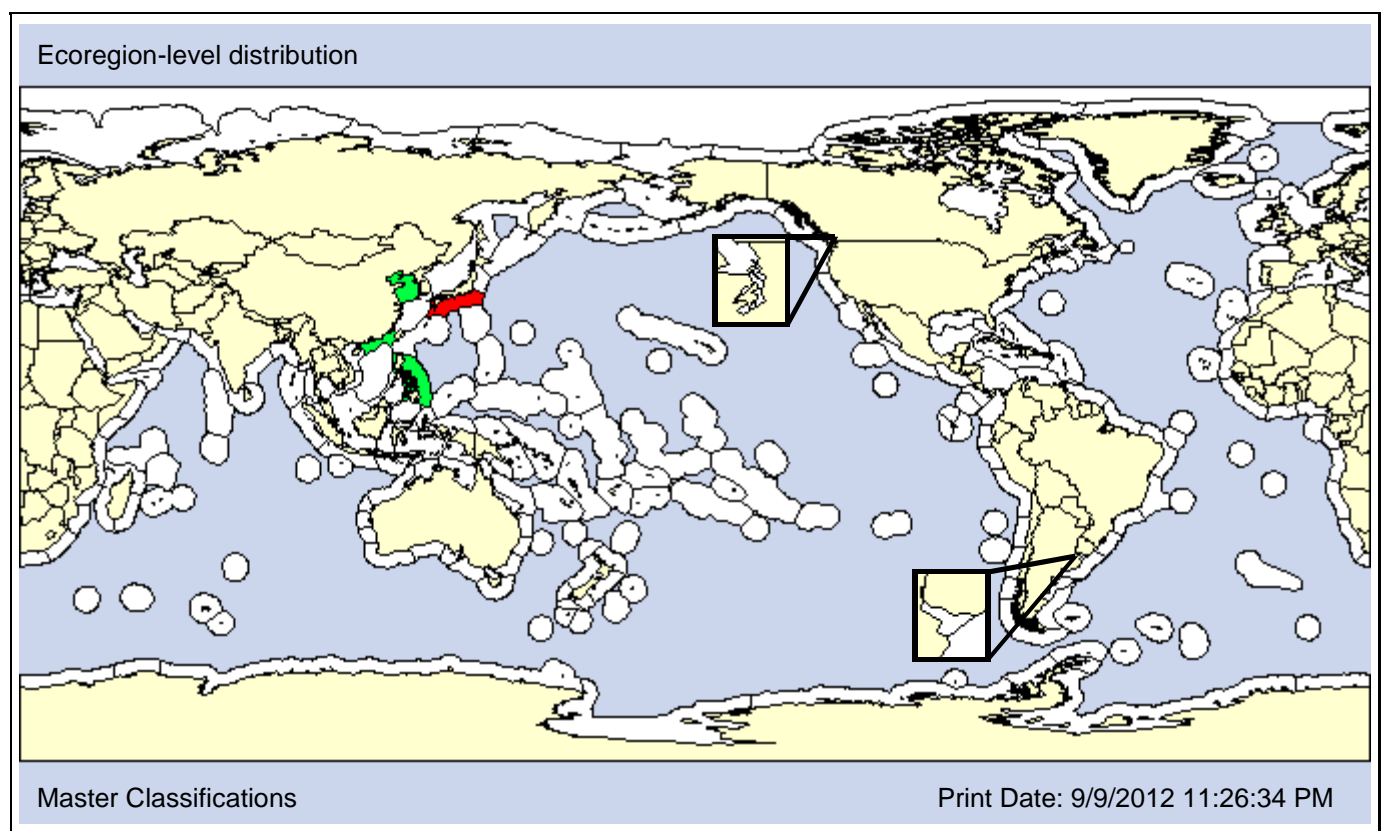 Ecoregion-level distribution
Master Classifications
Print Date: 9/9/2012 11:26:34 PM